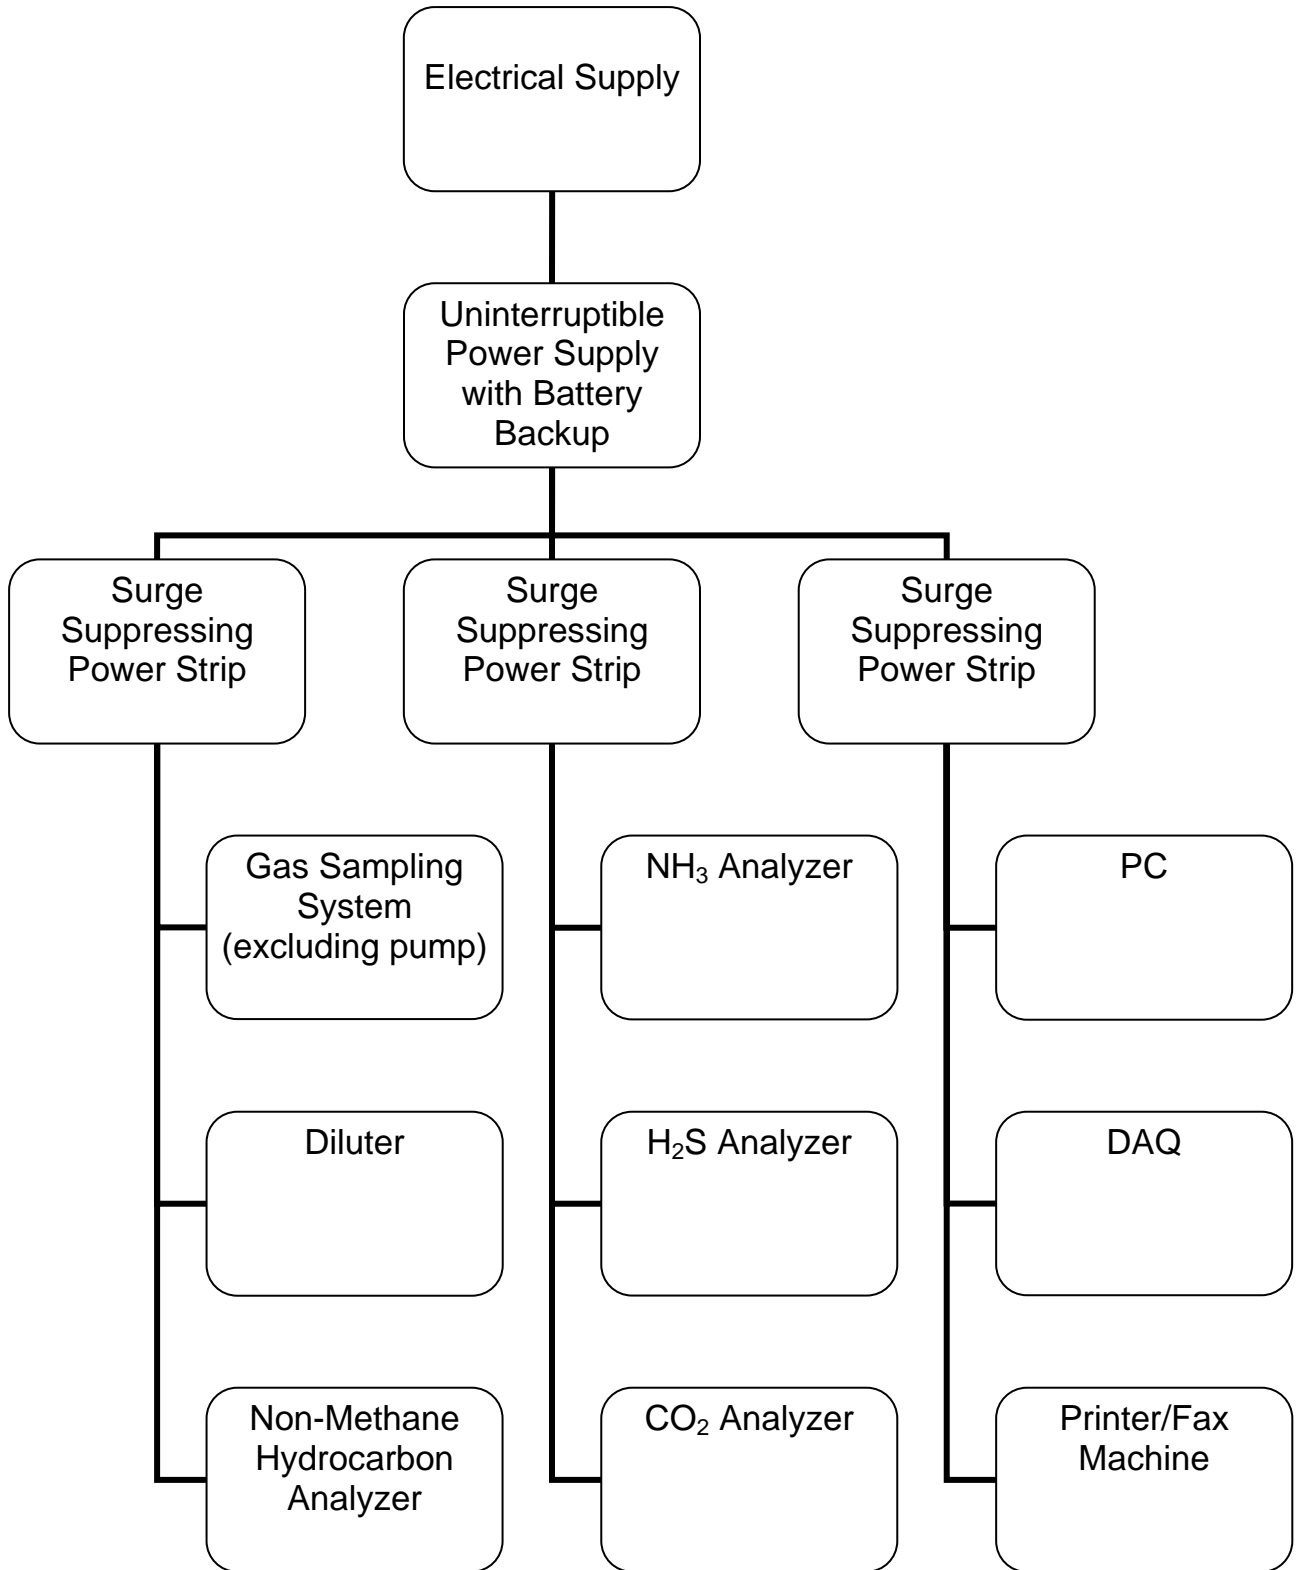 Electrical Supply
Uninterruptible
Power Supply
with Battery
Backup
Surge
Suppressing
Power Strip
Surge
Suppressing
Power Strip
Surge
Suppressing
Power Strip
Gas Sampling
System
(excluding pump)
NH₃ Analyzer
PC
Diluter
H₂S Analyzer
DAQ
Non-Methane
Hydrocarbon
Analyzer
CO₂ Analyzer
Printer/Fax
Machine